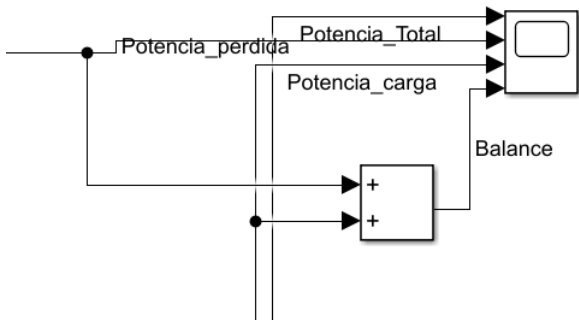 Potencia_Total
Potencia_perdida
Potencia_carga
Balance
+
+